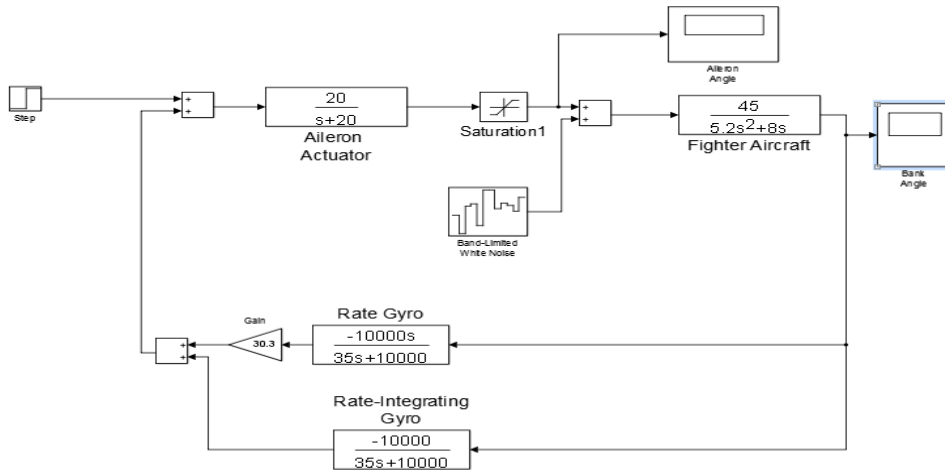 Aileron
Angle
Step
+
+
20
s+20
Aileron
Actuator
Saturation1
+
+
45
5.2s²+8s
Fighter Aircraft
Bank
Angle
Band-Limited
White Noise
Gain
30.3
Rate Gyro
-10000s
35s+10000
+
+
Rate-Integrating
Gyro
-10000
35s+10000